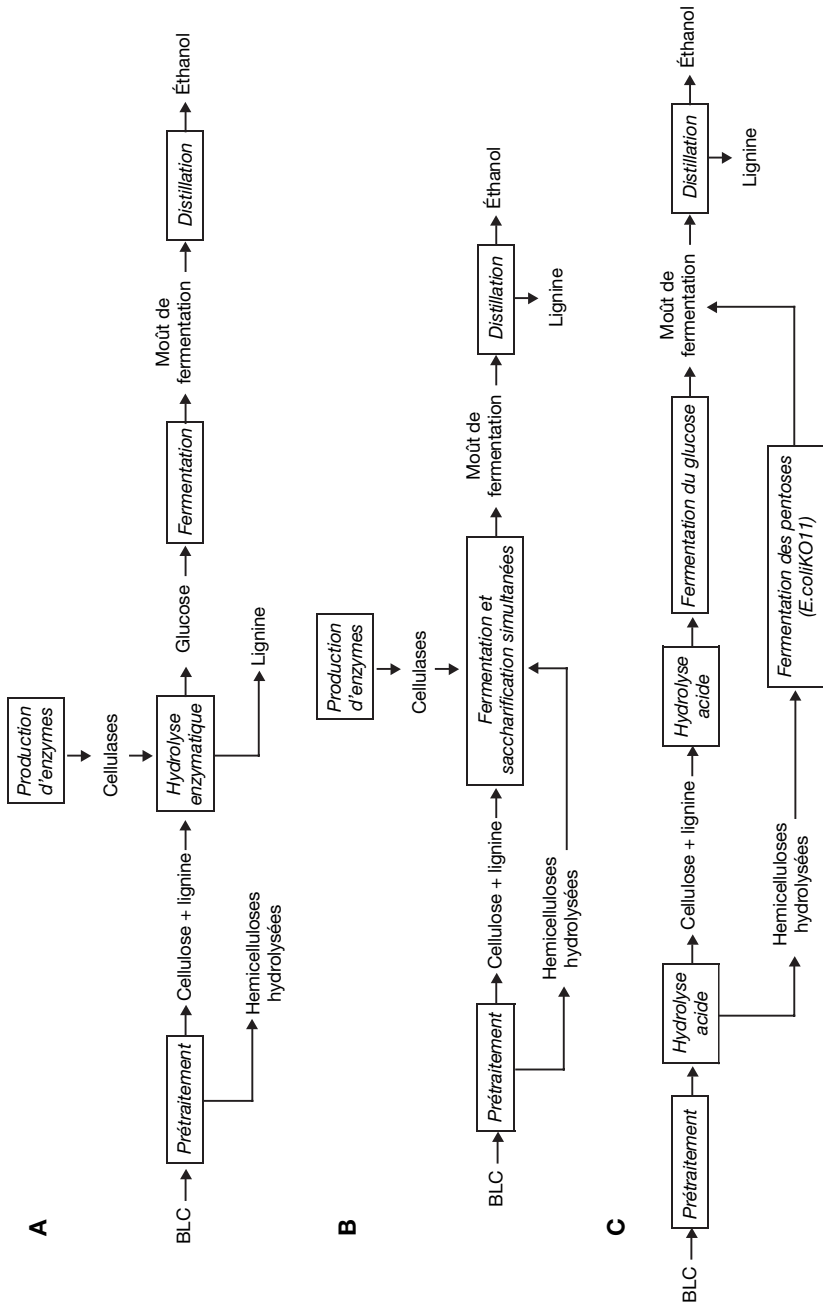 A
Production
d'enzymes
Cellulases
BLC
Prétraitement
Cellulose + lignine
Hydrolyse
enzymatique
Glucose
Fermentation
Moût de
fermentation
Distillation
Éthanol
Hemicelluloses
hydrolysées
Lignine
B
Production
d'enzymes
Cellulases
BLC
Prétraitement
Cellulose + lignine
Fermentation et
saccharification simultanées
Moût de
fermentation
Distillation
Éthanol
Hemicelluloses
hydrolysées
Lignine
C
BLC
Prétraitement
Hydrolyse
acide
Cellulose + lignine
Hydrolyse
acide
Fermentation du glucose
Moût de
fermentation
Distillation
Éthanol
Lignine
Hemicelluloses
hydrolysées
Fermentation des pentoses
(E.coliKO11)